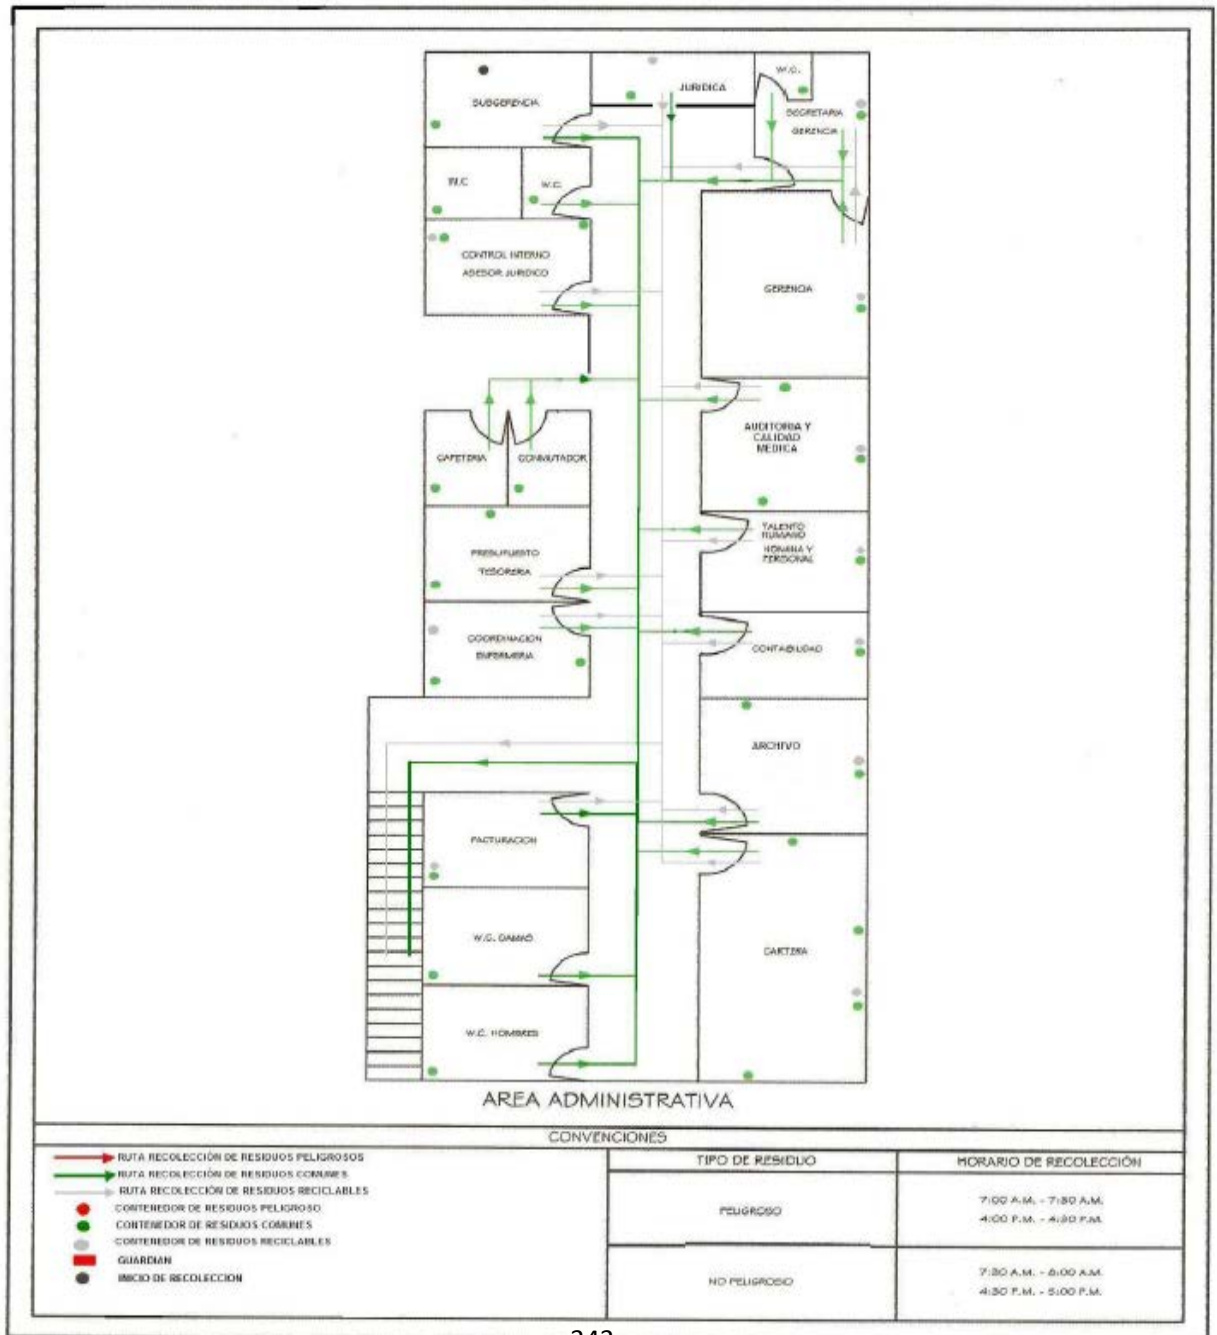 W.C.
JURIDICA
SUBGERENCIA
SECRETARIA
GERENCIA
W.C
W.C.
CONTROL INTERNO
ASESOR JURIDICO
GERENCIA
AUDITORIA Y
CALIDAD
MEDICA
CAFETERIA
CONMUTADOR
TALENTO
HUMANO
NOMINA Y
PERSONAL
PRESUPUESTO
TESORERIA
COORDINACION
ENFERMERIA
CONTABILIDAD
ARCHIVO
FACTURACION
W.C. DAMAS
CARTERA
W.C. HOMBRES
AREA ADMINISTRATIVA
CONVENCIONES
RUTA RECOLECCIÓN DE RESIDUOS PELIGROSOS
RUTA RECOLECCIÓN DE RESIDUOS COMUNES
RUTA RECOLECCIÓN DE RESIDUOS RECICLABLES
CONTENEDOR DE RESIDUOS PELIGROSO
CONTENEDOR DE RESIDUOS COMUNES
CONTENEDOR DE RESIDUOS RECICLABLES
GUARDIAN
INICIO DE RECOLECCION
TIPO DE RESIDUO
HORARIO DE RECOLECCIÓN
PELIGROSO
7:00 A.M. - 7:30 A.M.
4:00 P.M. - 4:30 P.M.
NO PELIGROSO
7:30 A.M. - 8:00 A.M.
4:30 P.M. - 5:00 P.M.